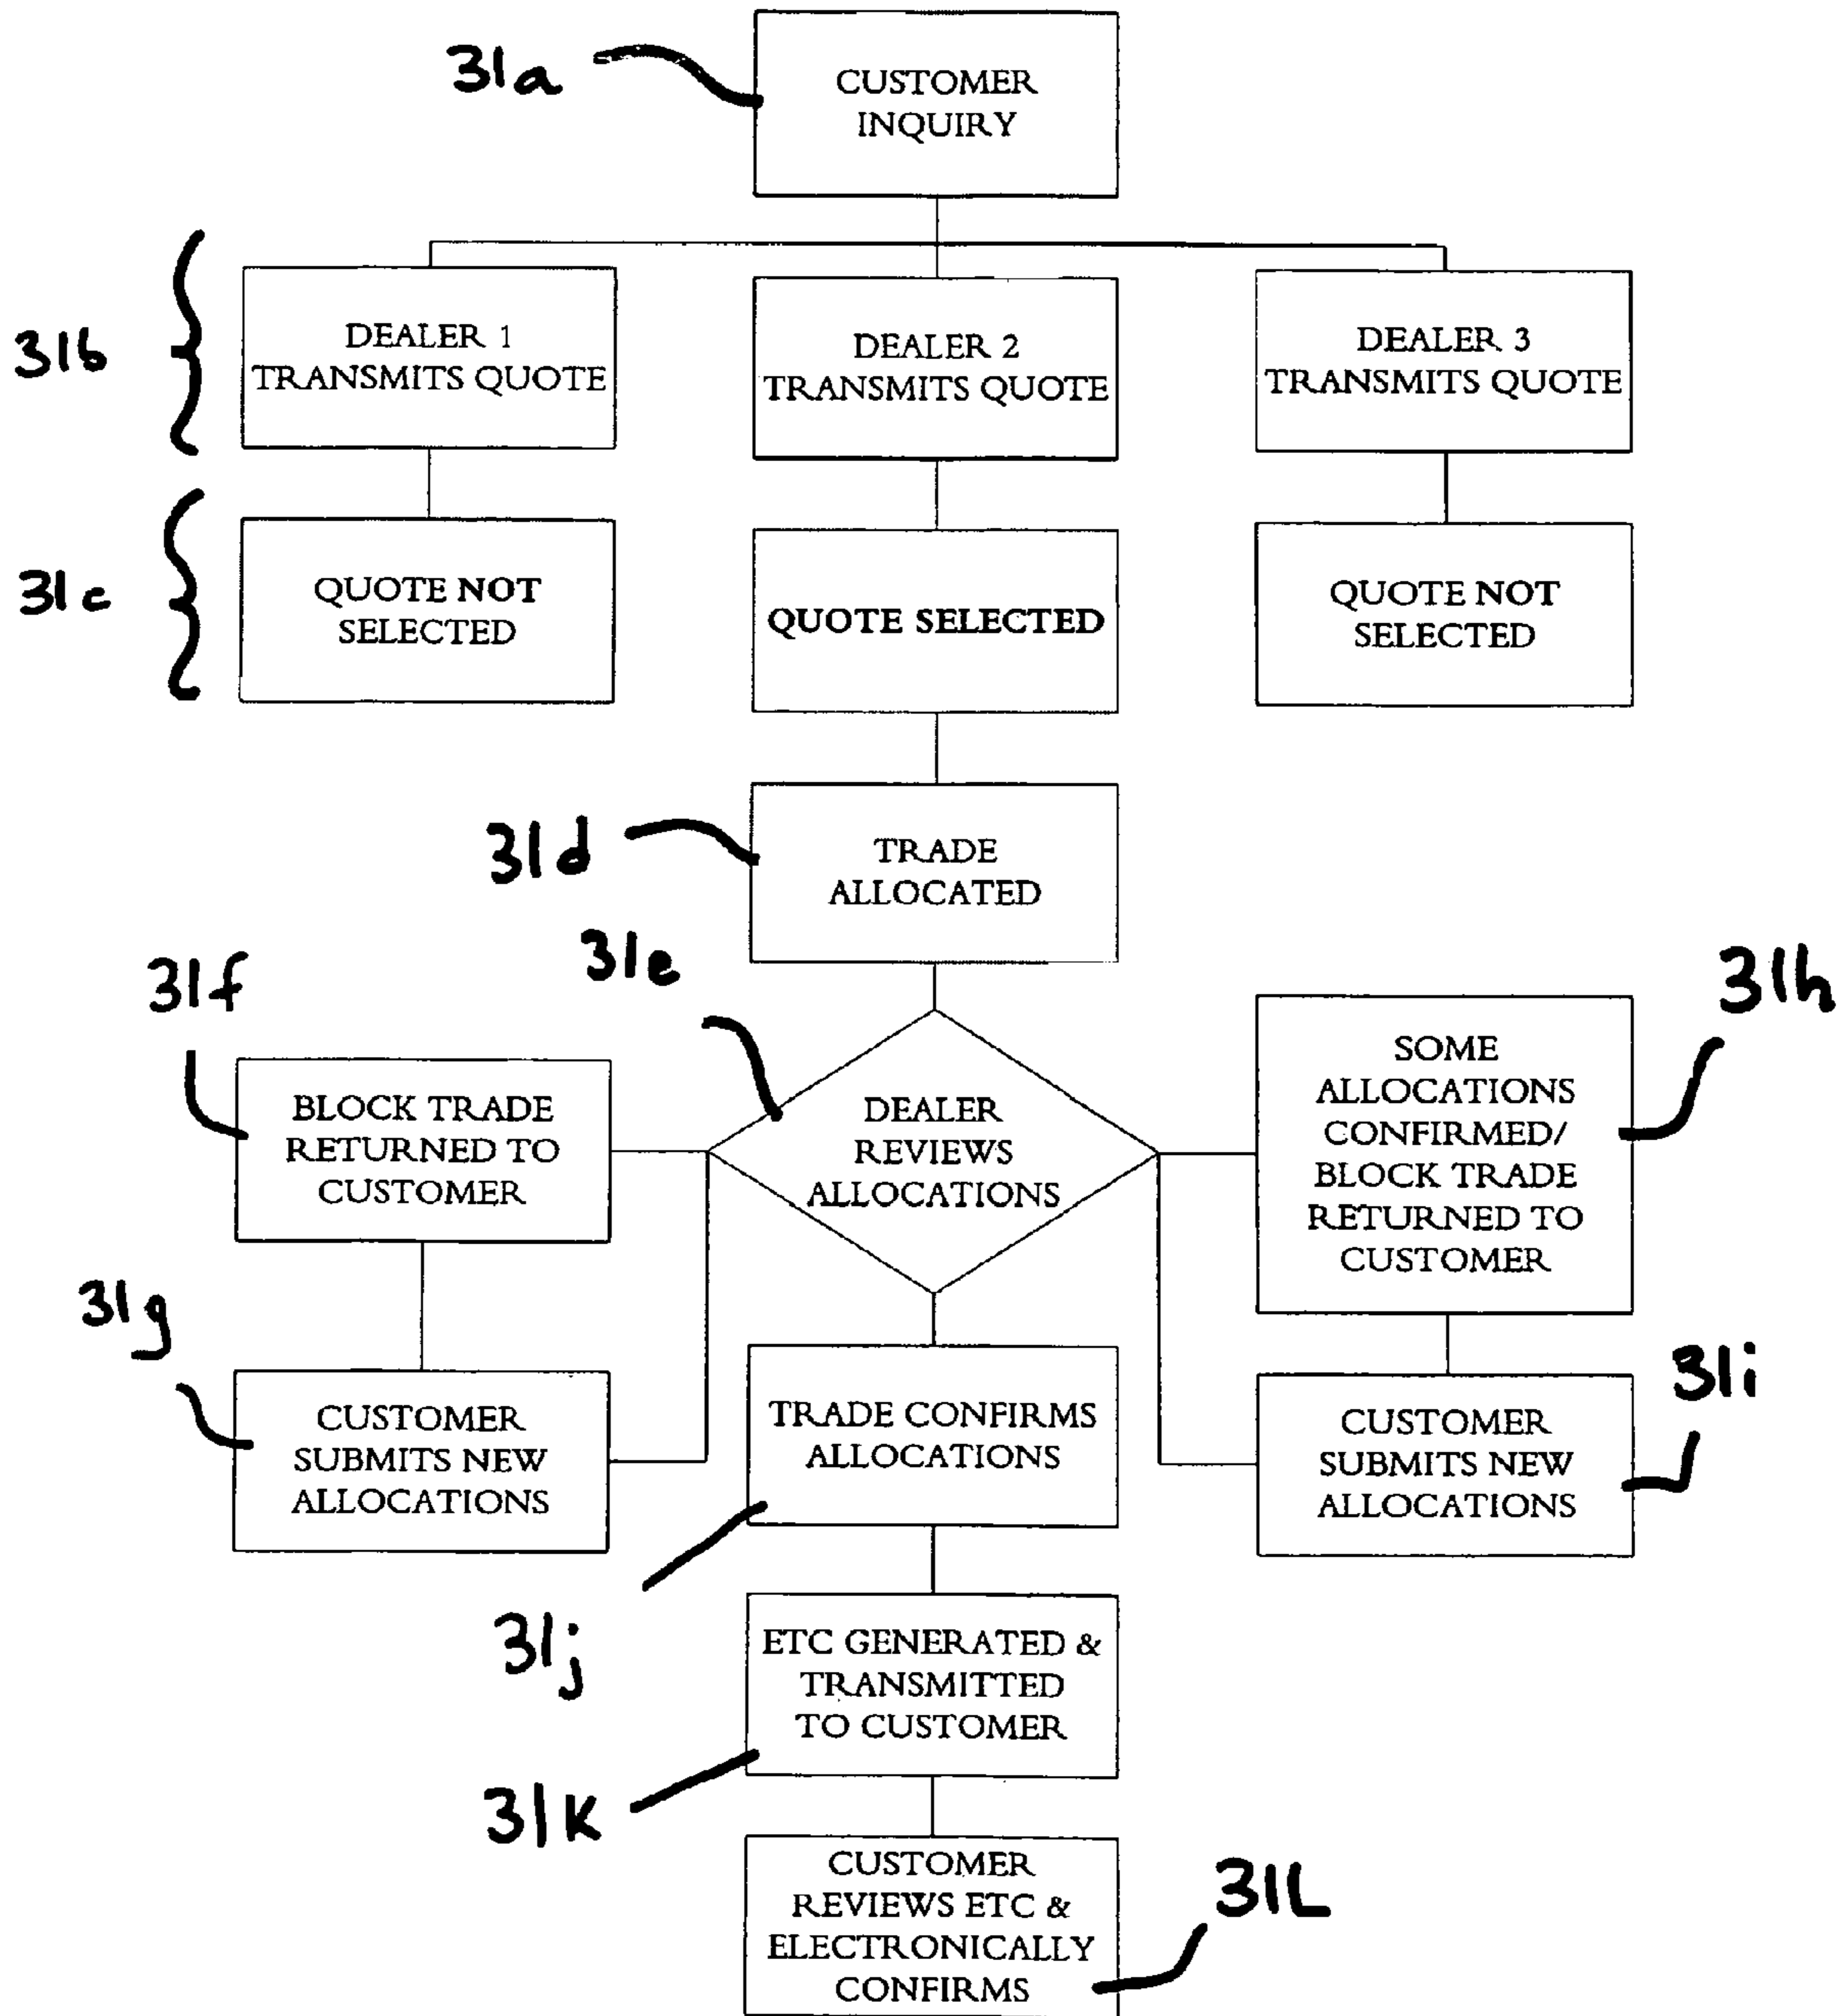 31a
CUSTOMER
INQUIRY
31b
DEALER 1
TRANSMITS QUOTE
DEALER 2
TRANSMITS QUOTE
DEALER 3
TRANSMITS QUOTE
31c
QUOTE NOT
SELECTED
QUOTE SELECTED
QUOTE NOT
SELECTED
31d
TRADE
ALLOCATED
31e
31f
31h
BLOCK TRADE
RETURNED TO
CUSTOMER
DEALER
REVIEWS
ALLOCATIONS
SOME
ALLOCATIONS
CONFIRMED/
BLOCK TRADE
RETURNED TO
CUSTOMER
31g
CUSTOMER
SUBMITS NEW
ALLOCATIONS
TRADE CONFIRMS
ALLOCATIONS
CUSTOMER
SUBMITS NEW
ALLOCATIONS
31i
31j
ETC GENERATED &
TRANSMITTED
TO CUSTOMER
31K
CUSTOMER
REVIEWS ETC &
ELECTRONICALLY
CONFIRMS
31L